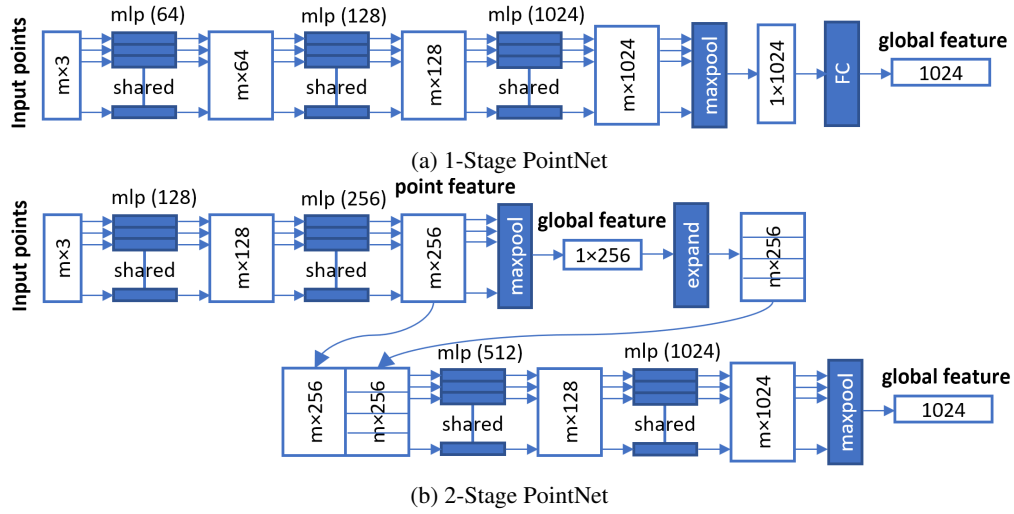 mlp (64) mlp (128) mlp (1024)
Input points m×3 shared m×64 shared m×128 shared m×1024 maxpool 1×1024 FC global feature 1024
(a) 1-Stage PointNet
mlp (128) mlp (256) point feature
Input points m×3 shared m×128 shared m×256 maxpool global feature 1×256 expand m×256
mlp (512) mlp (1024)
m×256 m×256 shared m×128 shared m×1024 maxpool global feature 1024
(b) 2-Stage PointNet